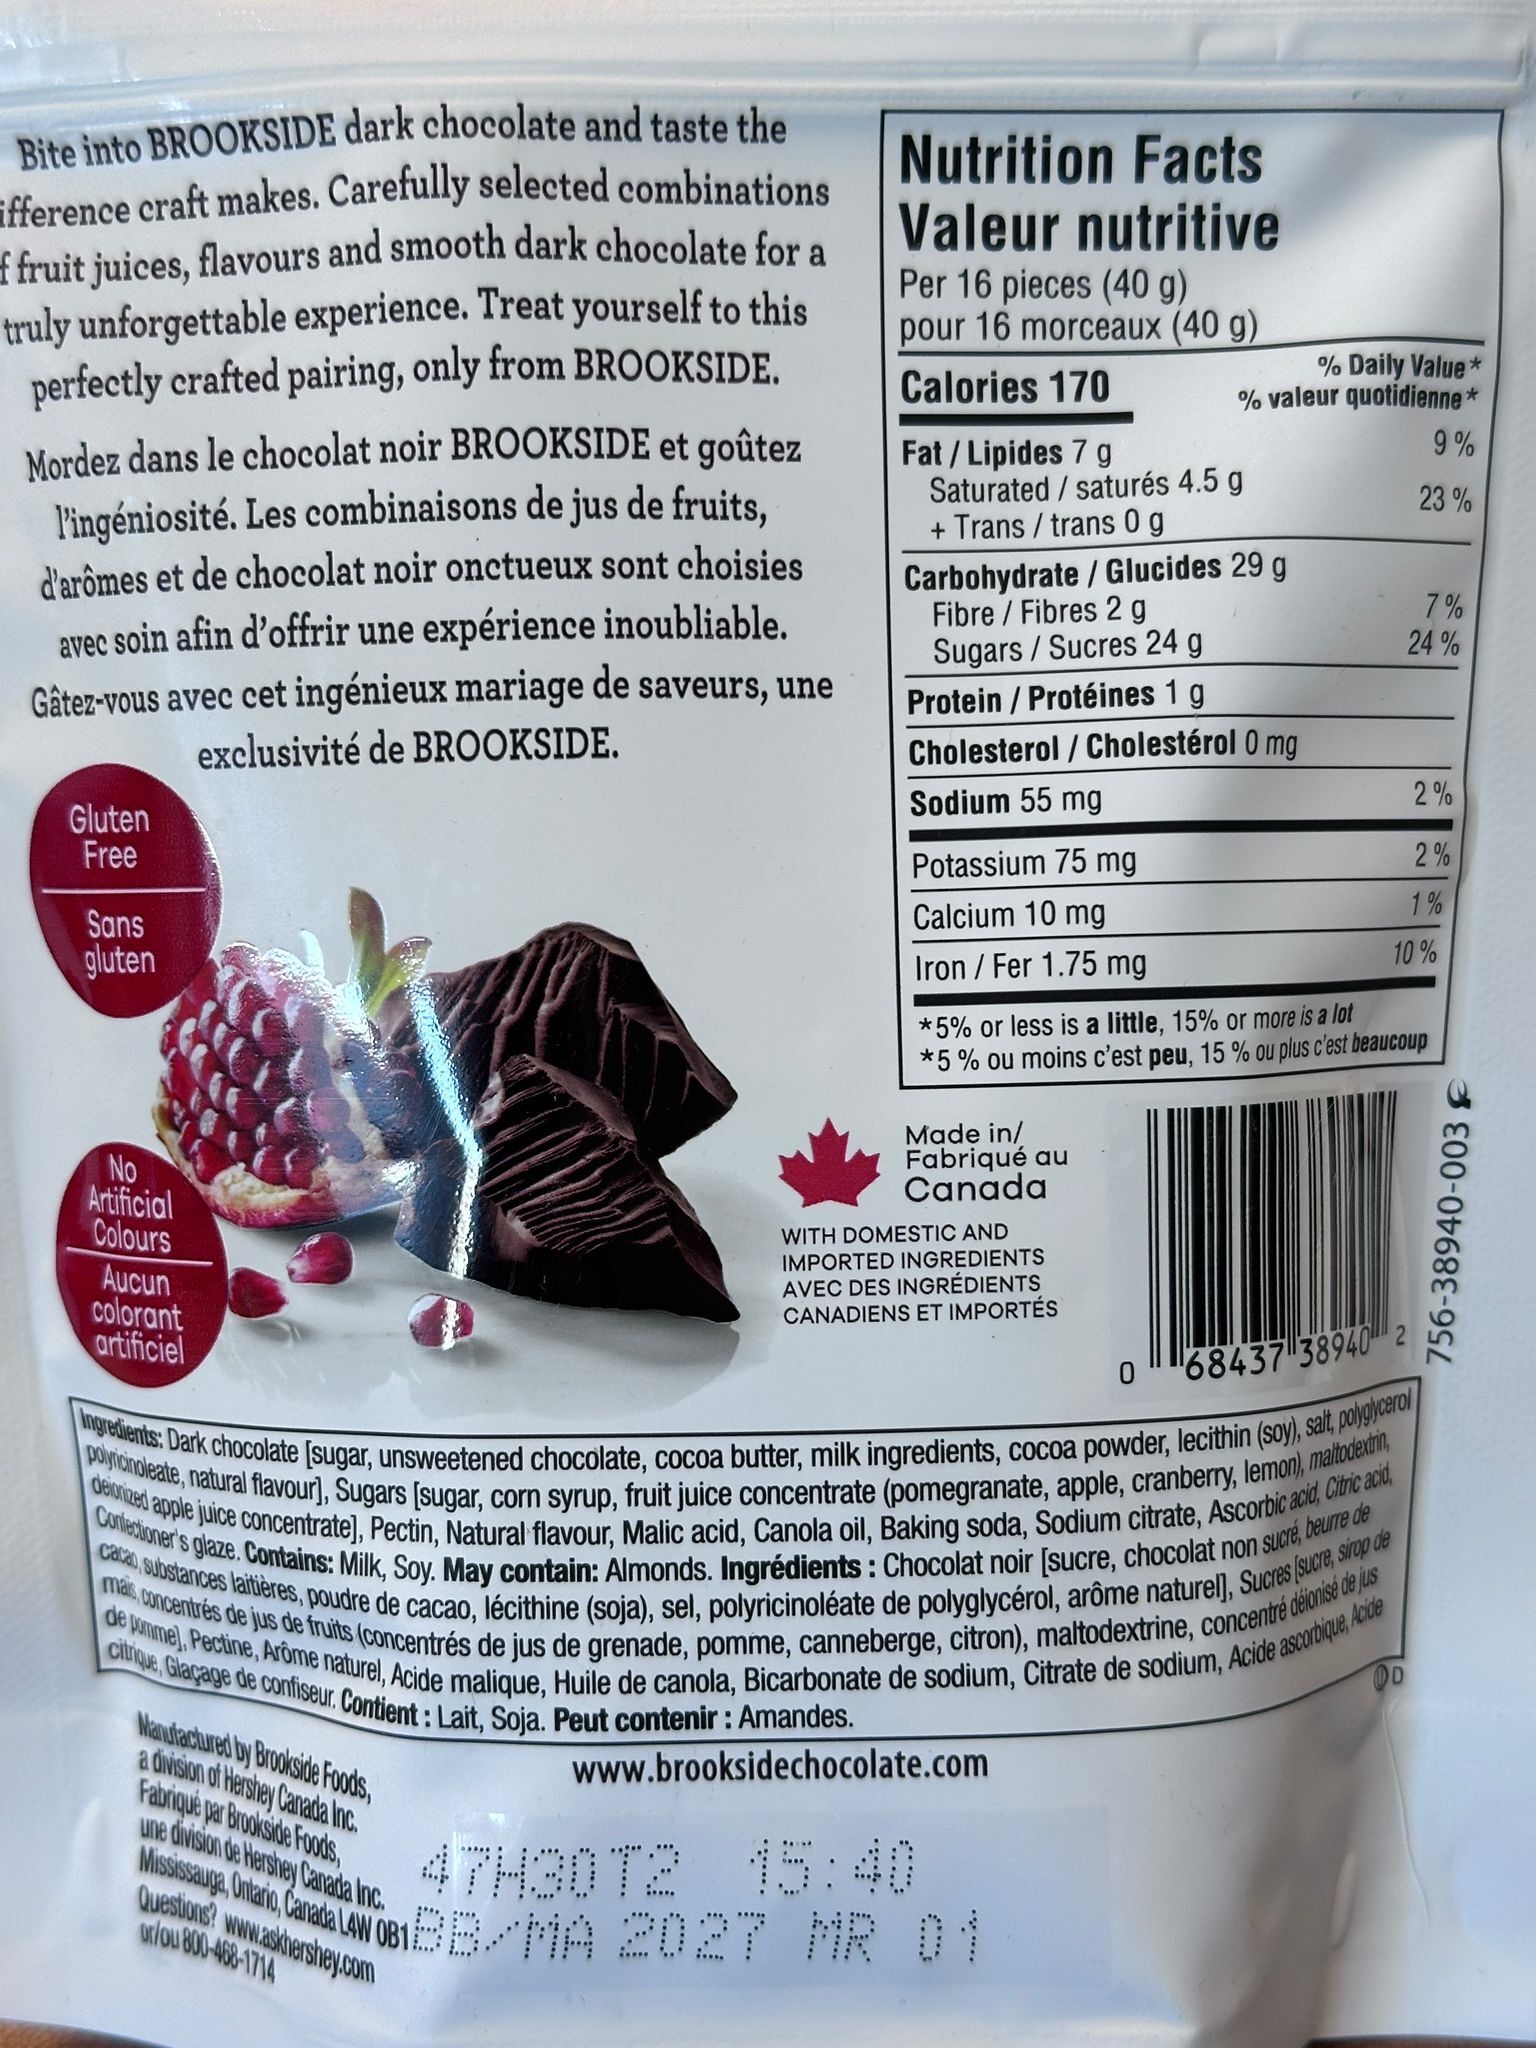 Bite into BROOKSIDE dark chocolate and taste the
ifference craft makes. Carefully selected combinations
f fruit juices, flavours and smooth dark chocolate for a
truly unforgettable experience. Treat yourself to this
perfectly crafted pairing, only from BROOKSIDE.
Mordez dans le chocolat noir BROOKSIDE et goûtez
l'ingéniosité. Les combinaisons de jus de fruits,
d'arômes et de chocolat noir onctueux sont choisies
avec soin afin d'offrir une expérience inoubliable.
Gâtez-vous avec cet ingénieux mariage de saveurs, une
exclusivité de BROOKSIDE.
Gluten
Free
Sans
gluten
No
Artificial
Colours
Aucun
colorant
artificiel
Nutrition Facts
Valeur nutritive
Per 16 pieces (40 g)
pour 16 morceaux (40 g)
% Daily Value*
Calories 170 % valeur quotidienne*
Fat / Lipides 7 g 9 %
Saturated / saturés 4.5 g 23 %
+ Trans / trans 0 g
Carbohydrate / Glucides 29 g
Fibre / Fibres 2 g 7 %
Sugars / Sucres 24 g 24 %
Protein / Protéines 1 g
Cholesterol / Cholestérol 0 mg
Sodium 55 mg 2 %
Potassium 75 mg 2 %
Calcium 10 mg 1 %
Iron / Fer 1.75 mg 10 %
*5% or less is a little, 15% or more is a lot
*5 % ou moins c'est peu, 15 % ou plus c'est beaucoup
Made in/
Fabriqué au
Canada
WITH DOMESTIC AND
IMPORTED INGREDIENTS
AVEC DES INGRÉDIENTS
CANADIENS ET IMPORTÉS
0 68437 38940 2
756-38940-003
Ingredients: Dark chocolate [sugar, unsweetened chocolate, cocoa butter, milk ingredients, cocoa powder, lecithin (soy), salt, polyglycerol
polyricinoleate, natural flavour], Sugars [sugar, corn syrup, fruit juice concentrate (pomegranate, apple, cranberry, lemon), maltodextrin,
deionized apple juice concentrate], Pectin, Natural flavour, Malic acid, Canola oil, Baking soda, Sodium citrate, Ascorbic acid, Citric acid,
Confectioner's glaze. Contains: Milk, Soy. May contain: Almonds. Ingrédients : Chocolat noir [sucre, chocolat non sucré, beurre de
cacao, substances laitières, poudre de cacao, lécithine (soja), sel, polyricinoléate de polyglycérol, arôme naturel], Sucres [sucre, sirop de
maïs, concentrés de jus de fruits (concentrés de jus de grenade, pomme, canneberge, citron), maltodextrine, concentré déionisé de jus
de pomme], Pectine, Arôme naturel, Acide malique, Huile de canola, Bicarbonate de sodium, Citrate de sodium, Acide ascorbique, Acide
citrique, Glaçage de confiseur. Contient : Lait, Soja. Peut contenir : Amandes.
D
www.brooksidechocolate.com
Manufactured by Brookside Foods,
a division of Hershey Canada Inc.
Fabriqué par Brookside Foods,
une division de Hershey Canada Inc.
Mississauga, Ontario, Canada L4W 0B1
Questions? www.askhershey.com
or/ou 800-468-1714
47H30T2 15:40
BB/MA 2027 MR 01